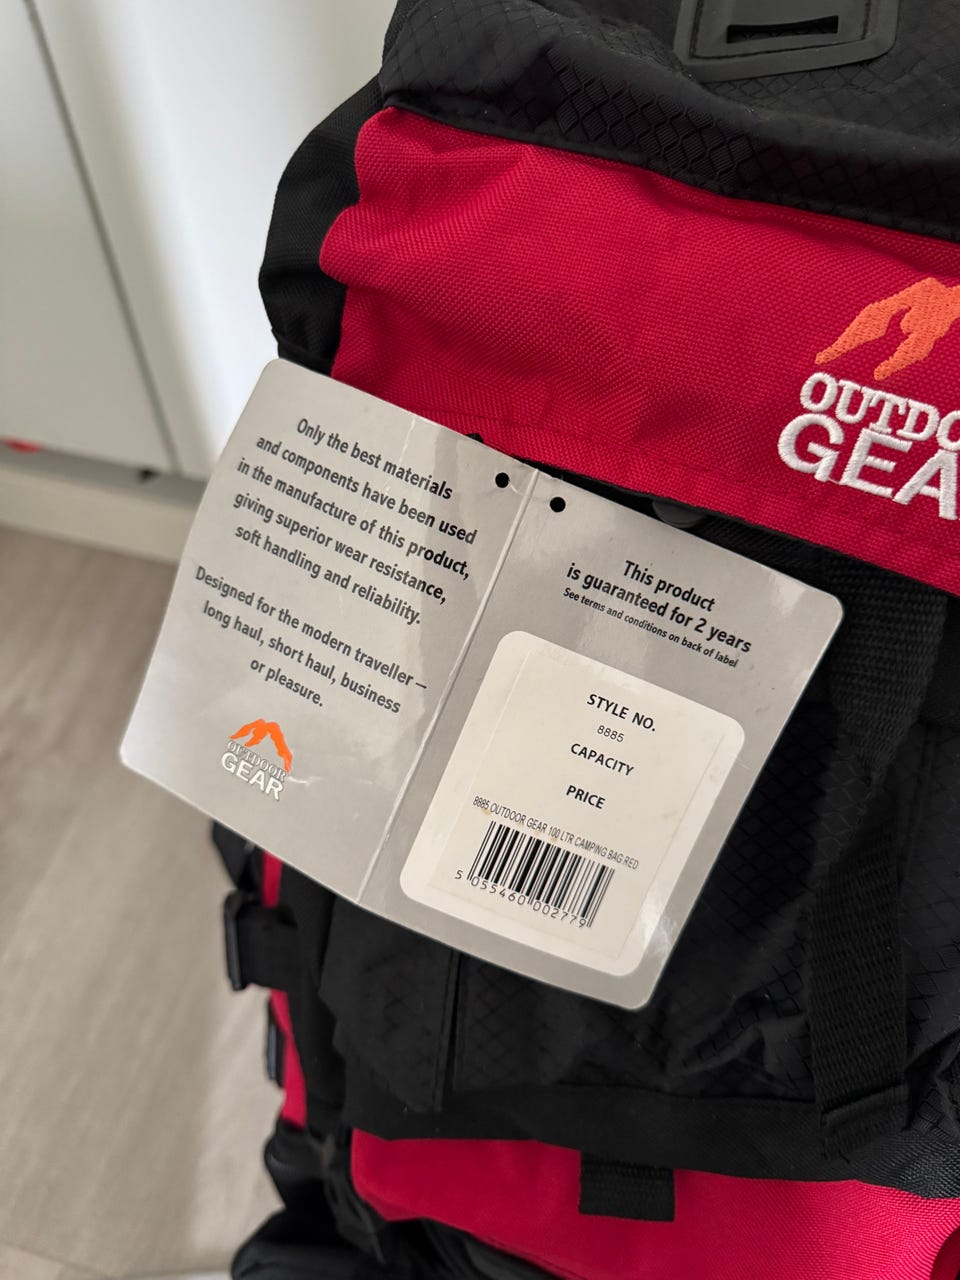 OUTDOO
GEA
Only the best materials
and components have been used
in the manufacture of this product,
giving superior wear resistance,
soft handling and reliability.
Designed for the modern traveller –
long haul, short haul, business
or pleasure.
OUTDOOR
GEAR
This product
is guaranteed for 2 years
See terms and conditions on back of label
STYLE NO.
8885
CAPACITY
PRICE
8885 OUTDOOR GEAR 100 LTR CAMPING BAG RED
5 055460 002779